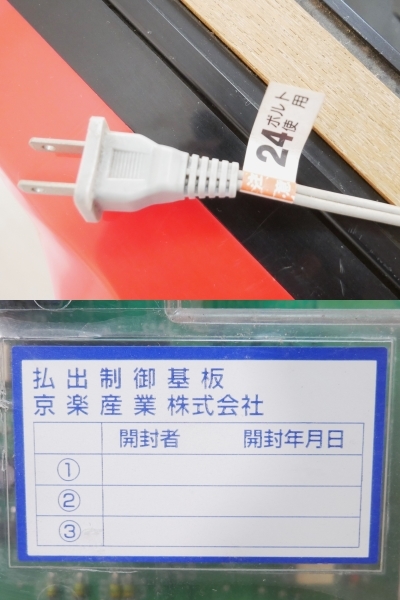 24ボルト
使用
払出制御基板
京楽産業株式会社
開封者 開封年月日
①
②
③